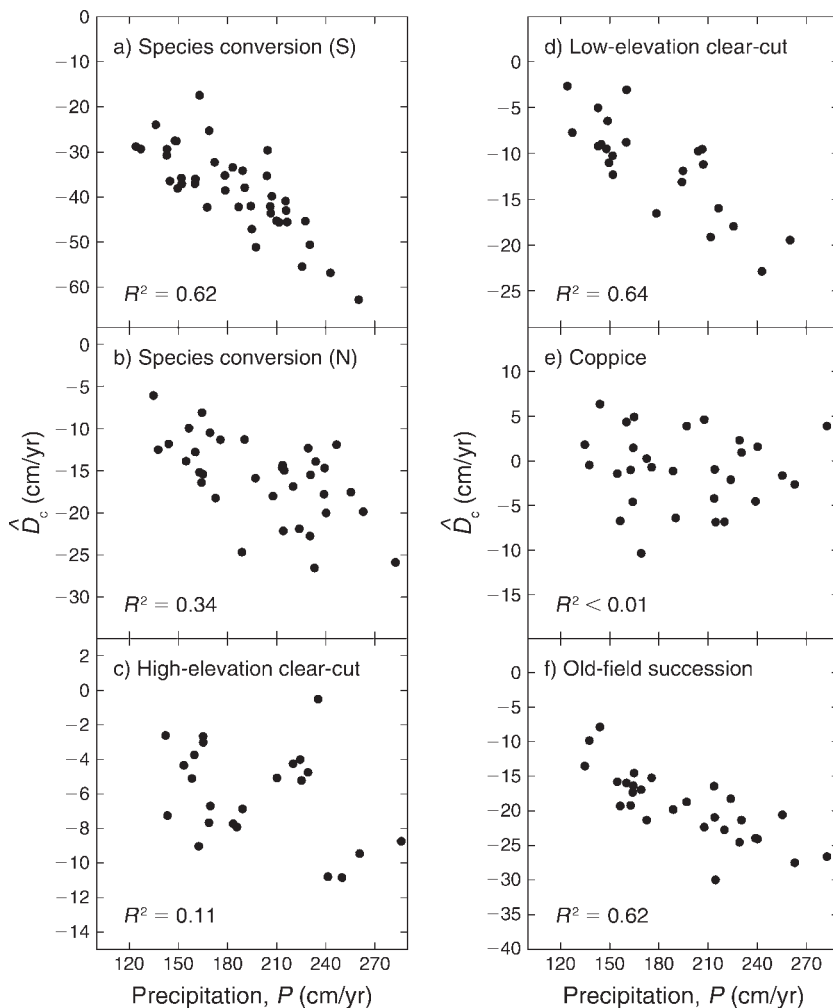 a) Species conversion (S)
0
−10
−20
−30
−40
−50
−60
R² = 0.62
b) Species conversion (N)
0
−5
−10
−15
−20
−25
−30
R² = 0.34
D̂c (cm/yr)
c) High-elevation clear-cut
2
0
−2
−4
−6
−8
−10
−12
−14
R² = 0.11
120 150 180 210 240 270
Precipitation, P (cm/yr)
d) Low-elevation clear-cut
5
0
−5
−10
−15
−20
−25
R² = 0.64
e) Coppice
10
5
0
−5
−10
−15
R² < 0.01
D̂c (cm/yr)
f) Old-field succession
0
−5
−10
−15
−20
−25
−30
−35
−40
R² = 0.62
120 150 180 210 240 270
Precipitation, P (cm/yr)